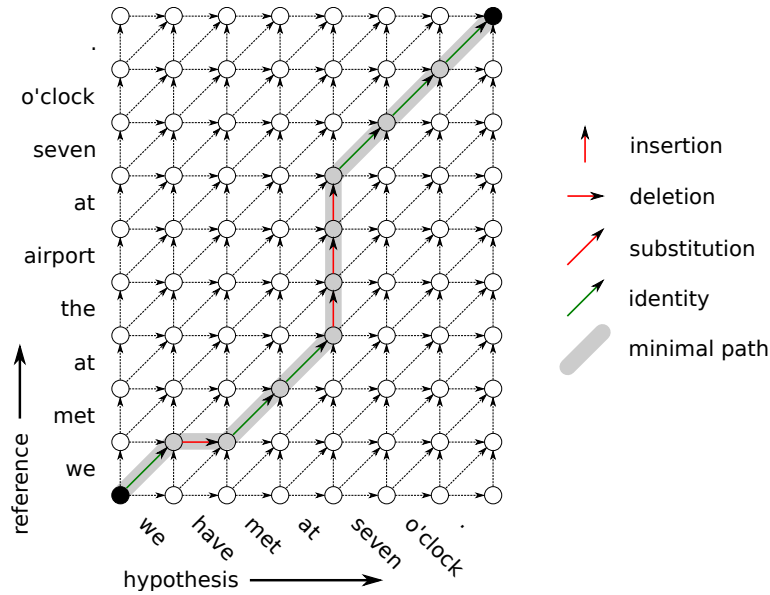 .
o'clock
seven
at
airport
the
at
met
we
reference
we
have
met
at
seven
o'clock
.
hypothesis
insertion
deletion
substitution
identity
minimal path